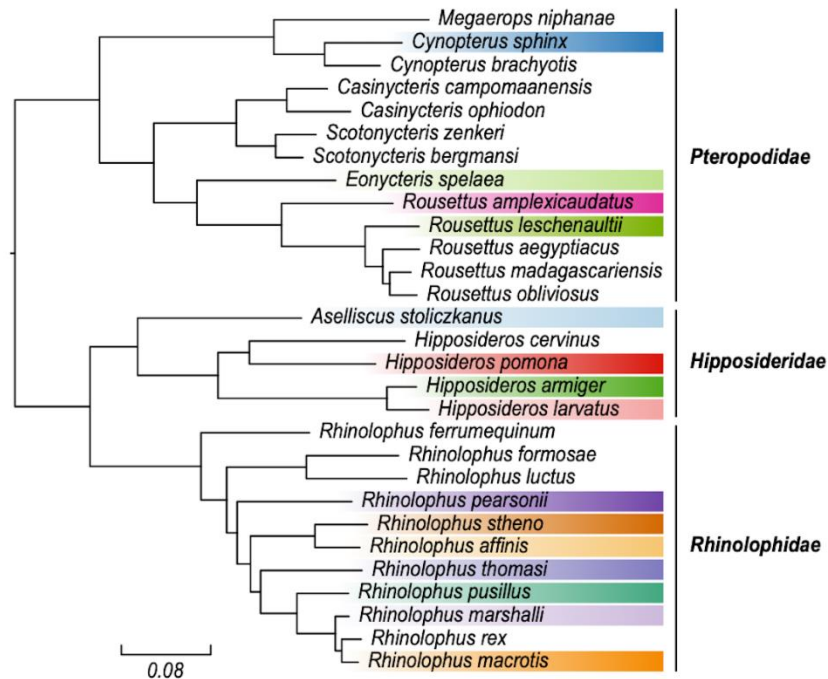 Megaerops niphanae
Cynopterus sphinx
Cynopterus brachyotis
Casinycteris campomaanensis
Casinycteris ophiodon
Scotonycteris zenkeri
Scotonycteris bergmansi
Pteropodidae
Eonycteris spelaea
Rousettus amplexicaudatus
Rousettus leschenaultii
Rousettus aegyptiacus
Rousettus madagascariensis
Rousettus obliviosus
Aselliscus stoliczkanus
Hipposideros cervinus
Hipposideros pomona
Hipposideridae
Hipposideros armiger
Hipposideros larvatus
Rhinolophus ferrumequinum
Rhinolophus formosae
Rhinolophus luctus
Rhinolophus pearsonii
Rhinolophus stheno
Rhinolophidae
Rhinolophus affinis
Rhinolophus thomasi
Rhinolophus pusillus
Rhinolophus marshalli
Rhinolophus rex
Rhinolophus macrotis
0.08